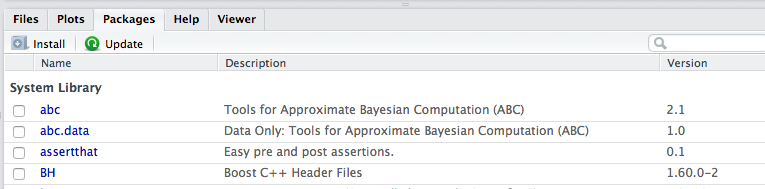 Files Plots Packages Help Viewer
Install Update
Name Description Version
System Library
abc Tools for Approximate Bayesian Computation (ABC) 2.1
abc.data Data Only: Tools for Approximate Bayesian Computation (ABC) 1.0
assertthat Easy pre and post assertions. 0.1
BH Boost C++ Header Files 1.60.0-2